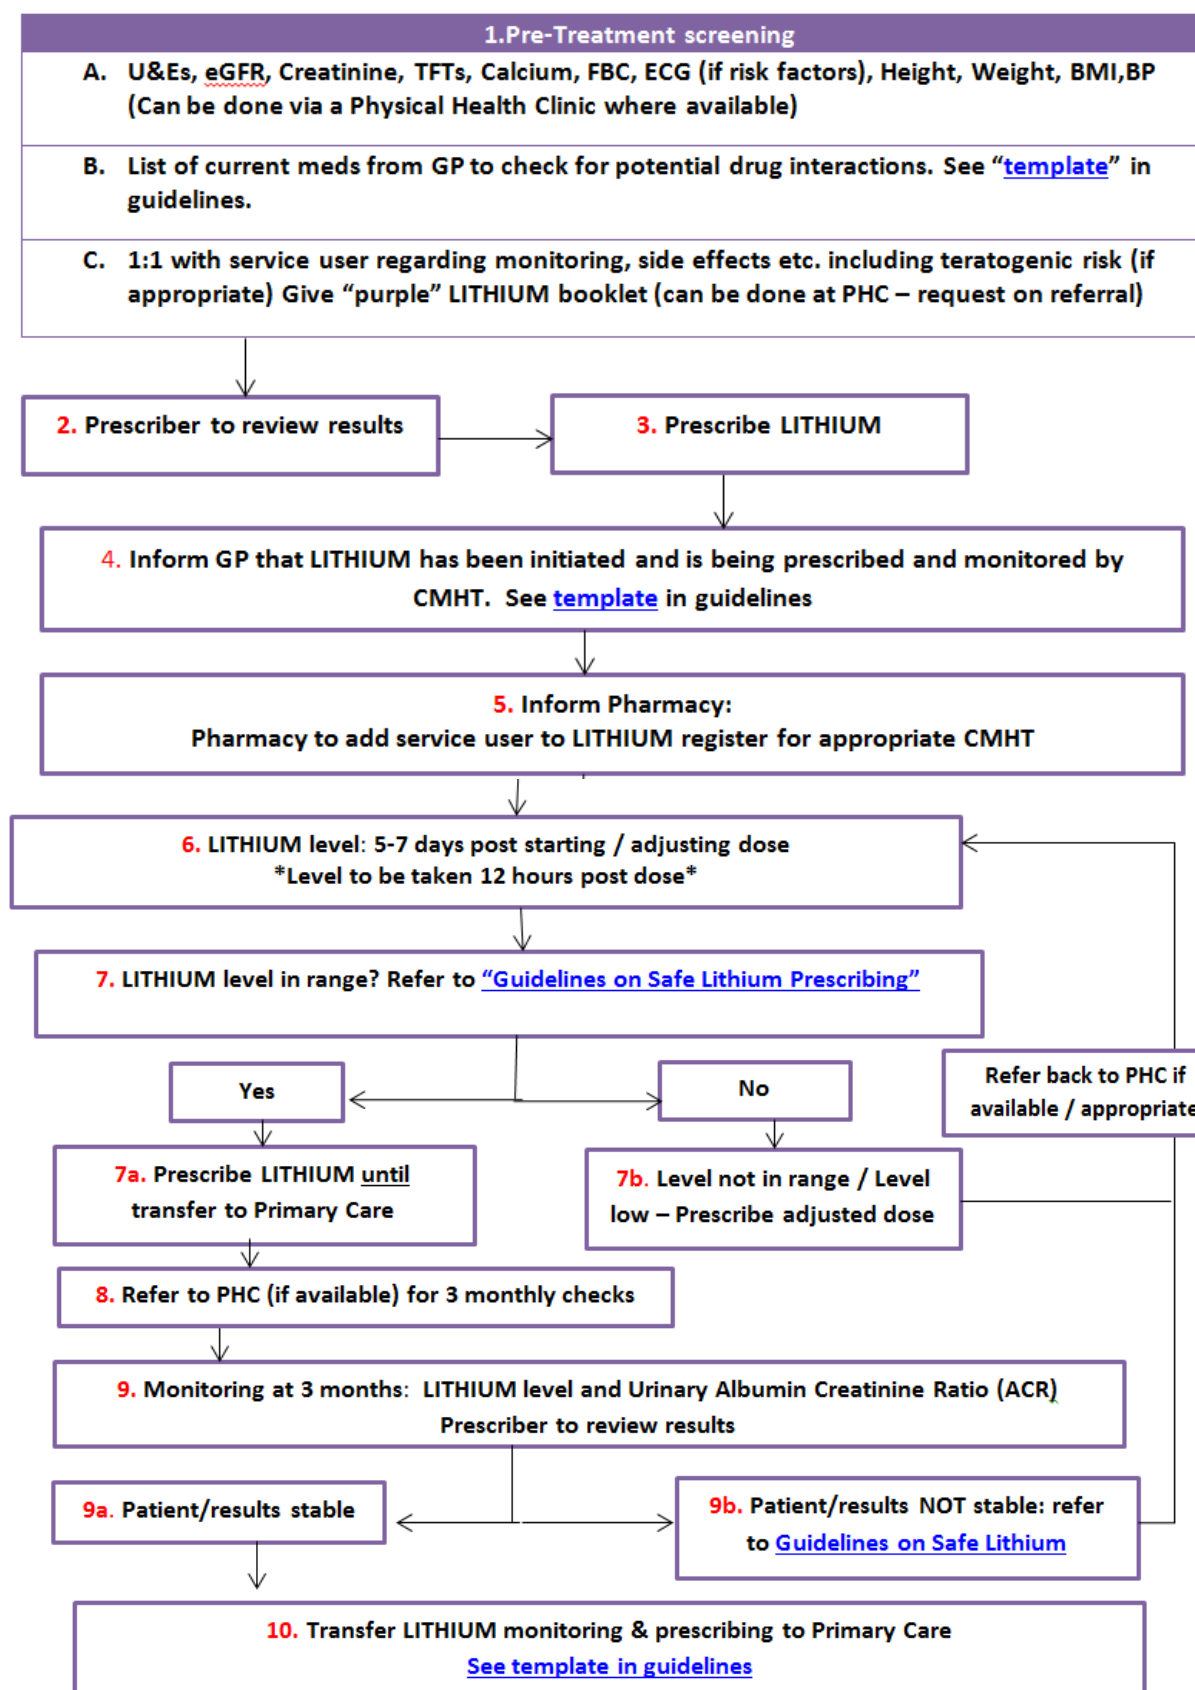 1.Pre-Treatment screening
A. U&Es, eGFR, Creatinine, TFTs, Calcium, FBC, ECG (if risk factors), Height, Weight, BMI,BP
(Can be done via a Physical Health Clinic where available)
B. List of current meds from GP to check for potential drug interactions. See “template” in
guidelines.
C. 1:1 with service user regarding monitoring, side effects etc. including teratogenic risk (if
appropriate) Give “purple” LITHIUM booklet (can be done at PHC – request on referral)
2. Prescriber to review results
3. Prescribe LITHIUM
4. Inform GP that LITHIUM has been initiated and is being prescribed and monitored by
CMHT. See template in guidelines
5. Inform Pharmacy:
Pharmacy to add service user to LITHIUM register for appropriate CMHT
6. LITHIUM level: 5-7 days post starting / adjusting dose
*Level to be taken 12 hours post dose*
7. LITHIUM level in range? Refer to “Guidelines on Safe Lithium Prescribing”
Yes
No
Refer back to PHC if
available / appropriate
7a. Prescribe LITHIUM until
transfer to Primary Care
7b. Level not in range / Level
low – Prescribe adjusted dose
8. Refer to PHC (if available) for 3 monthly checks
9. Monitoring at 3 months: LITHIUM level and Urinary Albumin Creatinine Ratio (ACR)
Prescriber to review results
9a. Patient/results stable
9b. Patient/results NOT stable: refer
to Guidelines on Safe Lithium
10. Transfer LITHIUM monitoring & prescribing to Primary Care
See template in guidelines